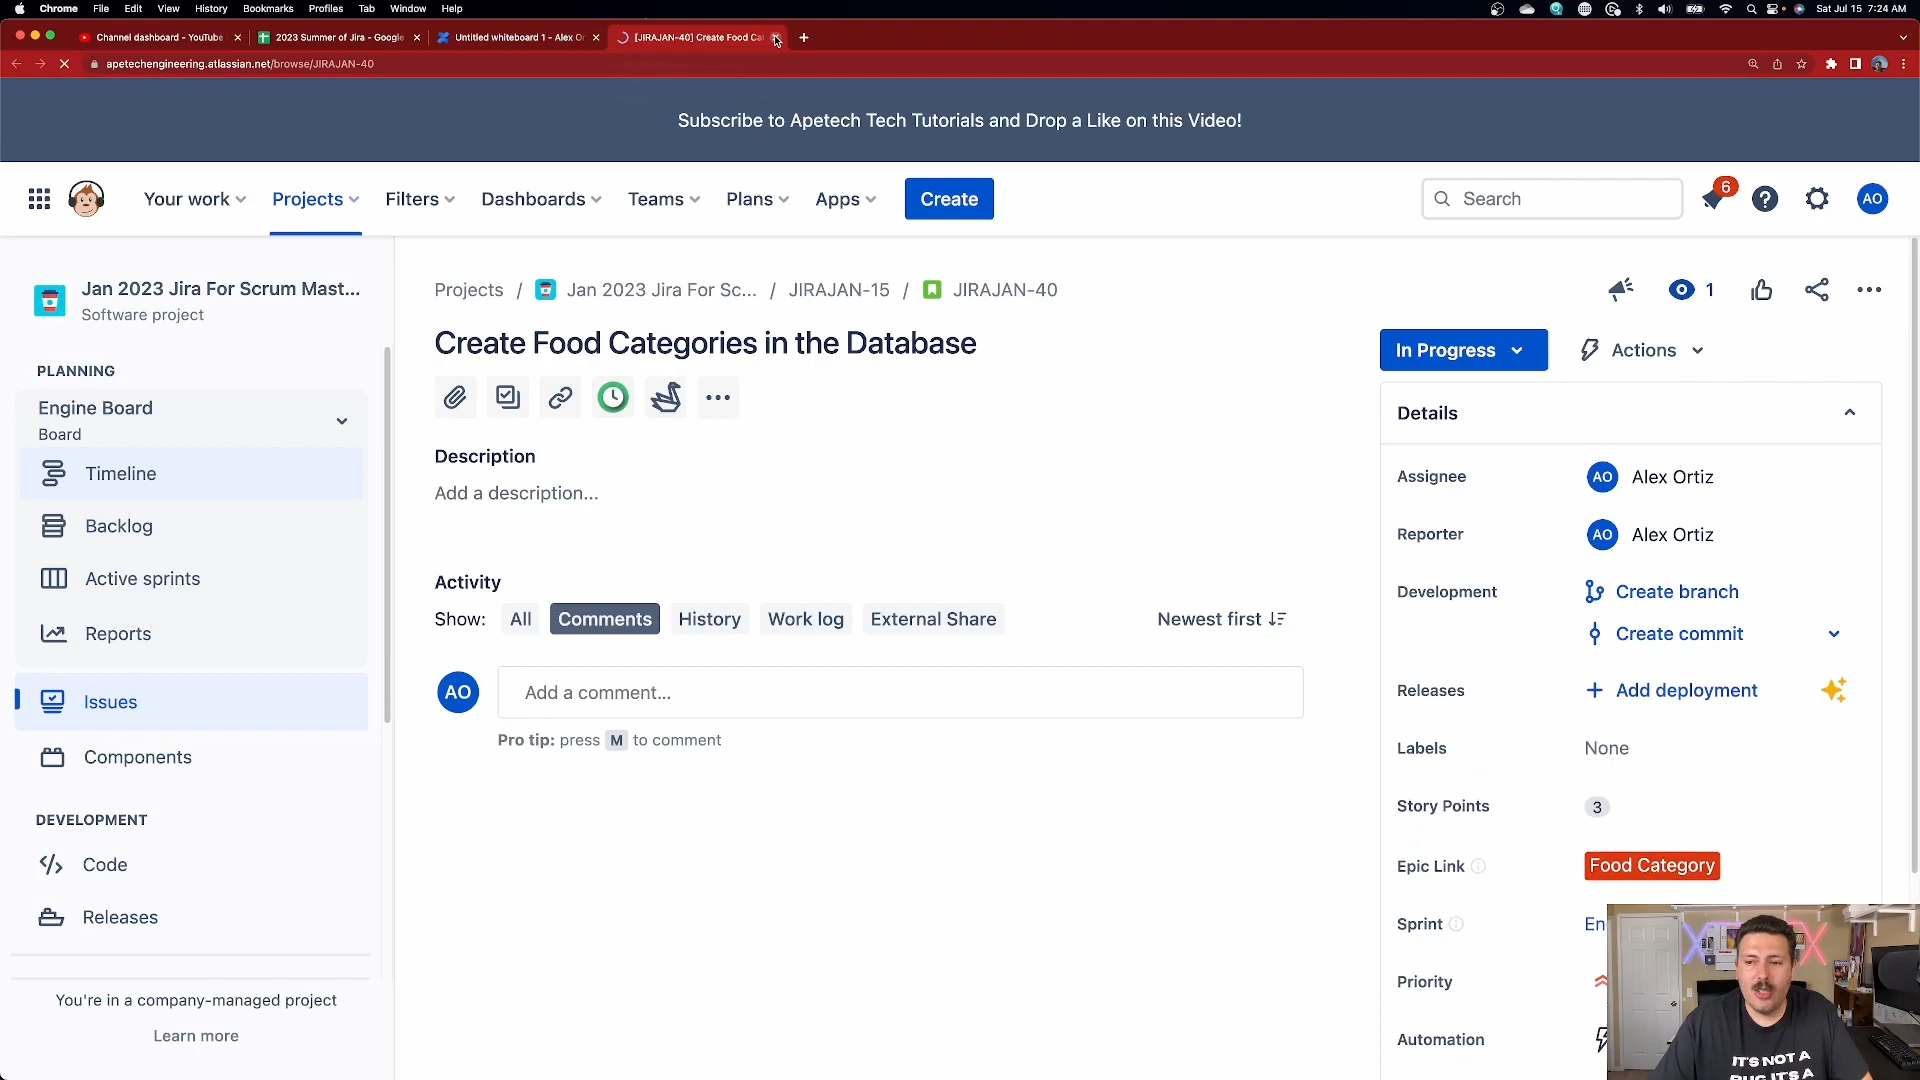 Chrome File Edit View History Bookmarks Profiles Tab Window Help Sat Jul 15 7:24 AM
Channel dashboard - YouTube
2023 Summer of Jira - Google
Untitled whiteboard 1 - Alex Or
[JIRAJAN-40] Create Food Cat
apetechengineering.atlassian.net/browse/JIRAJAN-40
Subscribe to Apetech Tech Tutorials and Drop a Like on this Video!
Your work Projects Filters Dashboards Teams Plans Apps Create Search 6 AO
Jan 2023 Jira For Scrum Mast...
Software project
PLANNING
Engine Board
Board
Timeline
Backlog
Active sprints
Reports
Issues
Components
DEVELOPMENT
Code
Releases
You're in a company-managed project
Learn more
Projects / Jan 2023 Jira For Sc... / JIRAJAN-15 / JIRAJAN-40
1
Create Food Categories in the Database
Description
Add a description...
Activity
Show: All Comments History Work log External Share Newest first
AO Add a comment...
Pro tip: press M to comment
In Progress Actions
Details
Assignee AO Alex Ortiz
Reporter AO Alex Ortiz
Development Create branch
Create commit
Releases + Add deployment
Labels None
Story Points 3
Epic Link Food Category
Sprint En
Priority
Automation
IT'S NOT A
BUG IT'S A